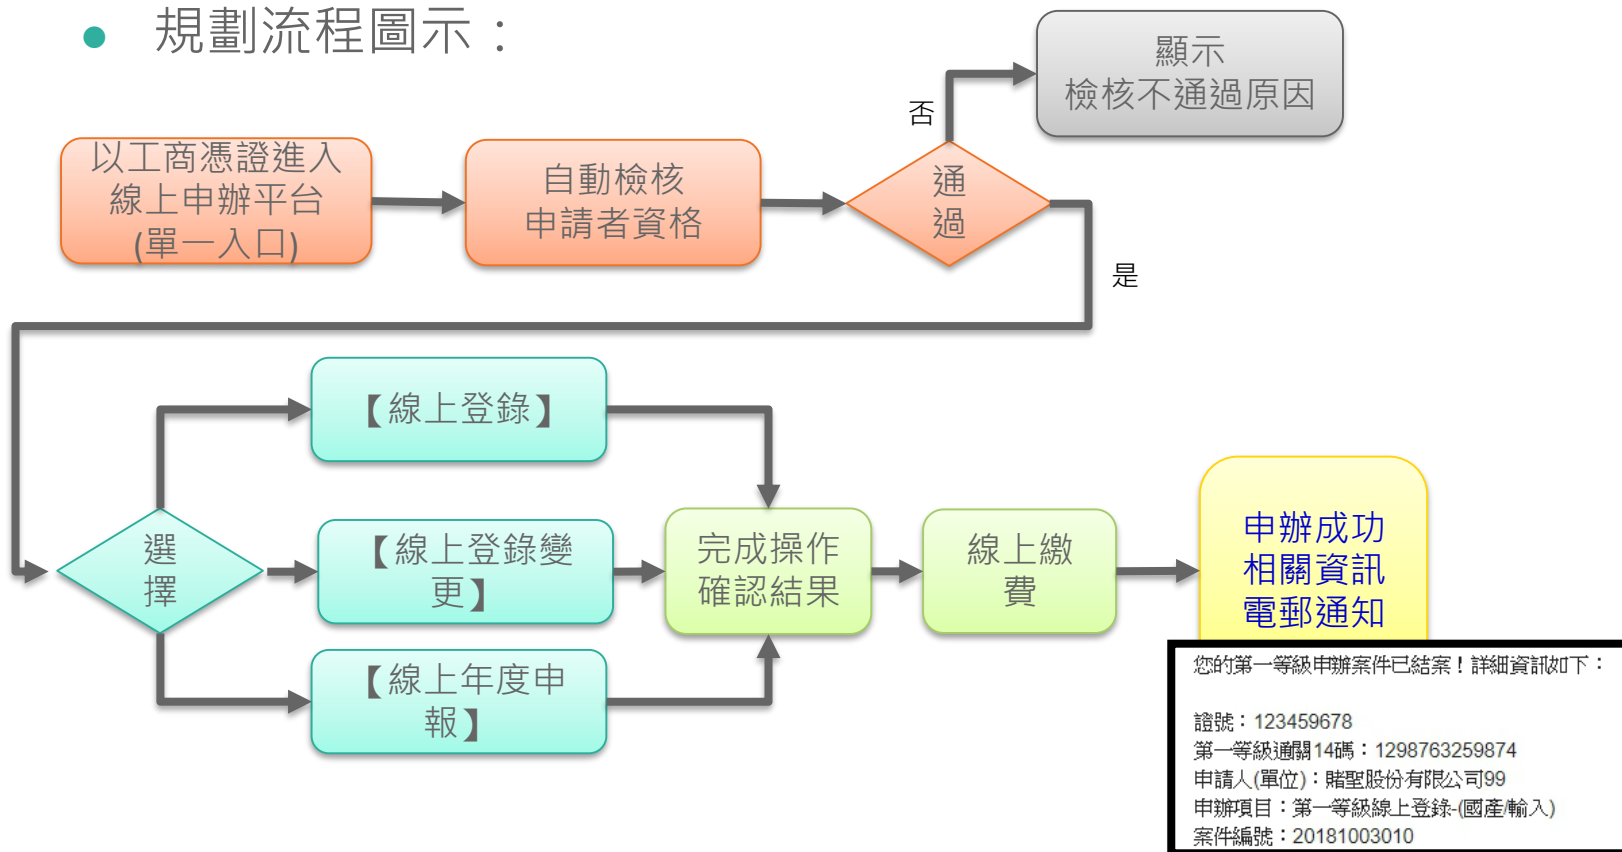 規劃流程圖示：
顯示
檢核不通過原因
否
以工商憑證進入
線上申辦平台
(單一入口)
自動檢核
申請者資格
通
過
是
【線上登錄】
選
擇
【線上登錄變
更】
【線上年度申
報】
完成操作
確認結果
線上繳
費
申辦成功
相關資訊
電郵通知
您的第一等級申辦案件已結案！詳細資訊如下：
證號：123459678
第一等級通關14碼：1298763259874
申請人(單位)：賭聖股份有限公司99
申辦項目：第一等級線上登錄-(國產/輸入)
案件編號：20181003010